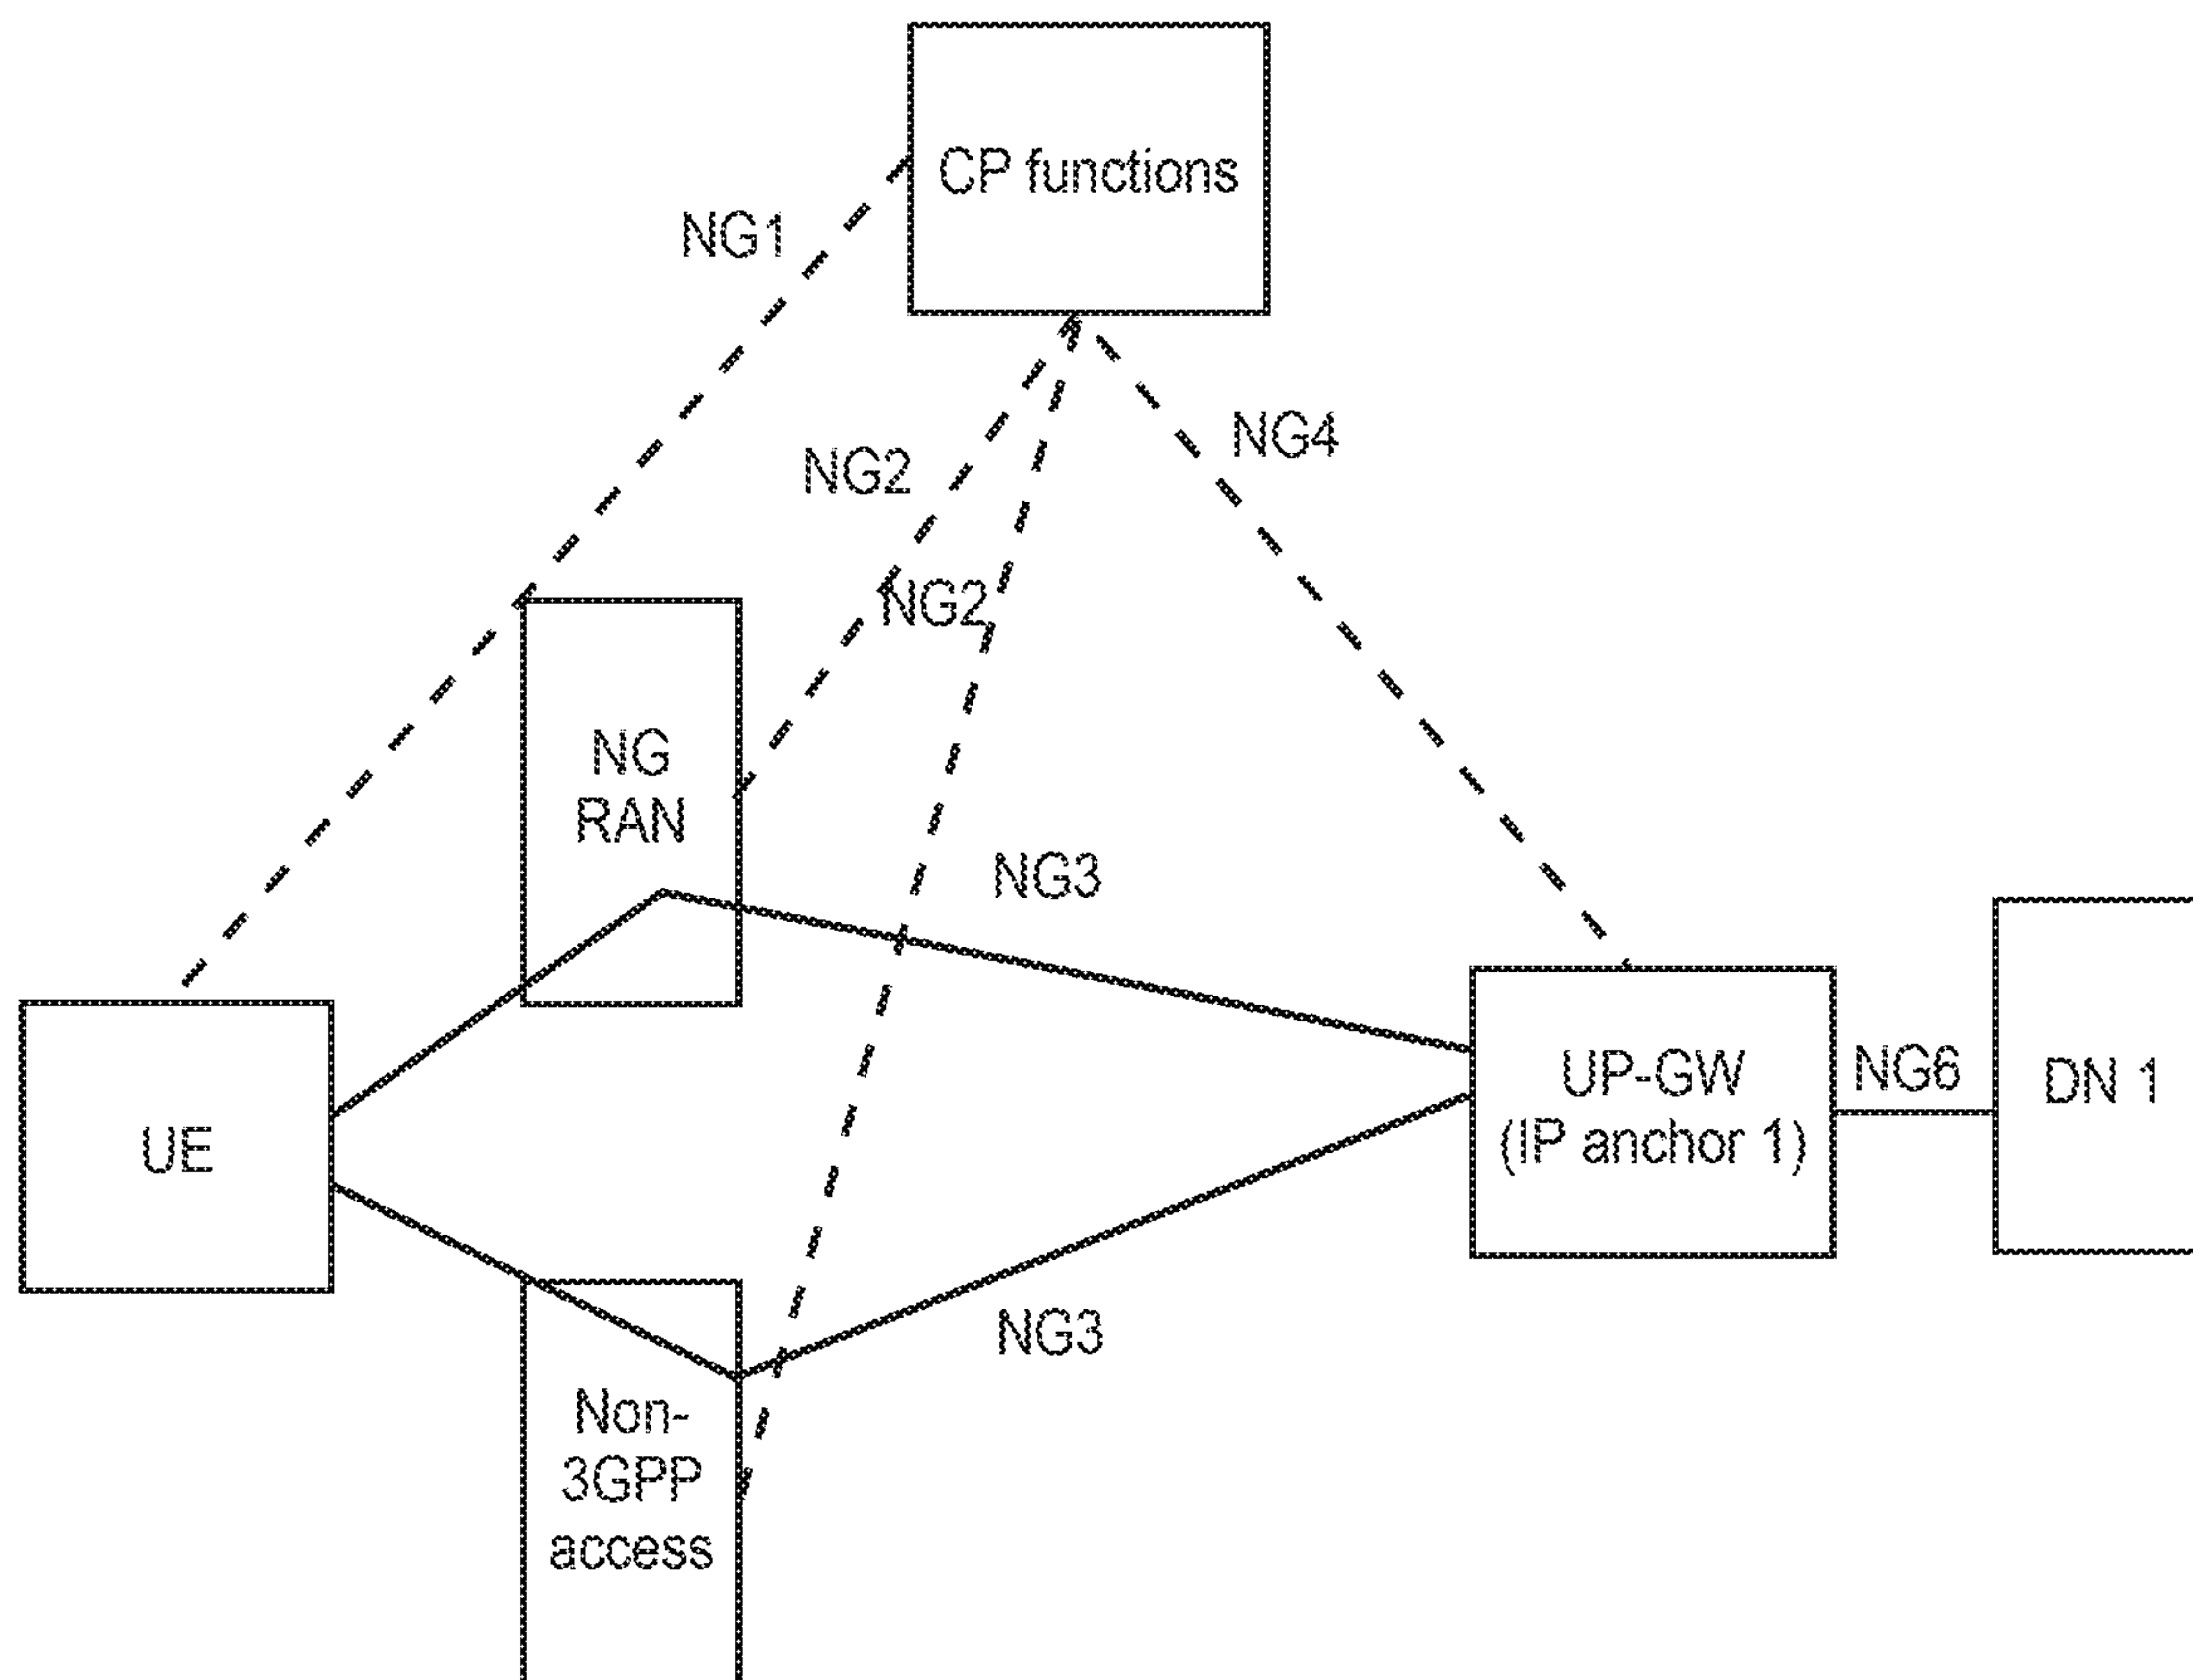 CP functions
NG1
NG4
NG2
NG2
NG
RAN
NG3
UP-GW
(IP anchor 1)
NG6
DN 1
UE
NG3
Non-
3GPP
access